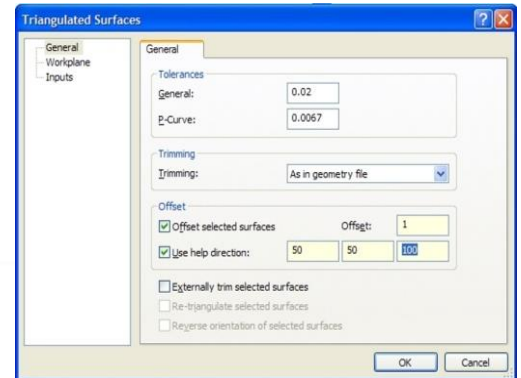 Triangulated Surfaces
General
Workplane
Inputs
General
Tolerances
General: 0.02
P-Curve: 0.0067
Trimming
Trimming: As in geometry file
Offset
Offset selected surfaces Offset: 1
Use help direction: 50 50 100
Externally trim selected surfaces
Re-triangulate selected surfaces
Reverse orientation of selected surfaces
OK Cancel